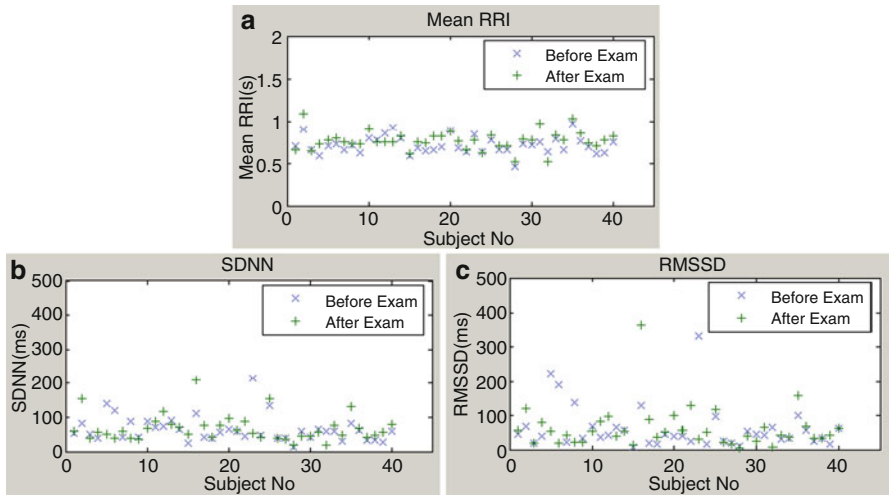 a
Mean RRI
2
1.5
1
0.5
0
Mean RRI(s)
Before Exam
After Exam
0 10 20 30 40
Subject No
b
SDNN
500
400
300
200
100
0
SDNN(ms)
Before Exam
After Exam
0 10 20 30 40
Subject No
c
RMSSD
500
400
300
200
100
0
RMSSD(ms)
Before Exam
After Exam
0 10 20 30 40
Subject No